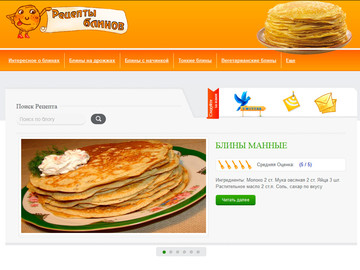 Рецепты
блинов
Интересное о блинах
Блины на дрожжах
Блины с начинкой
Тонкие блины
Вегетарианские блины
Еще
Поиск Рецепта
Поиск по блогу
БЛИНЫ МАННЫЕ
Средняя Оценка: (5 / 5)
Ингредиенты: Молоко 2 ст. Мука овсяная 2 ст. Яйца 3 шт.
Растительное масло 2 ст.л. Соль, сахар по вкусу.
Читать далее